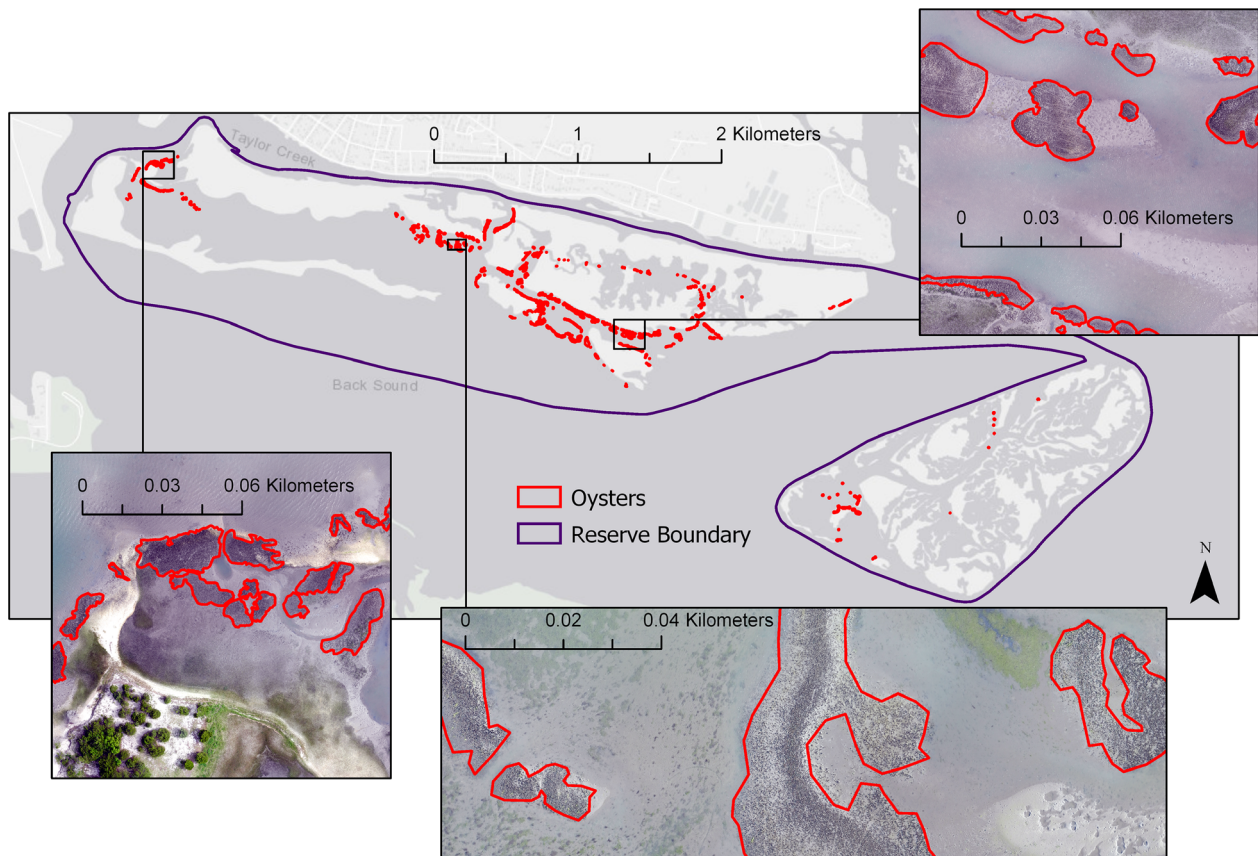 Taylor Creek
0 1 2 Kilometers
0 0.03 0.06 Kilometers
Back Sound
0 0.03 0.06 Kilometers
Oysters
Reserve Boundary
N
0 0.02 0.04 Kilometers